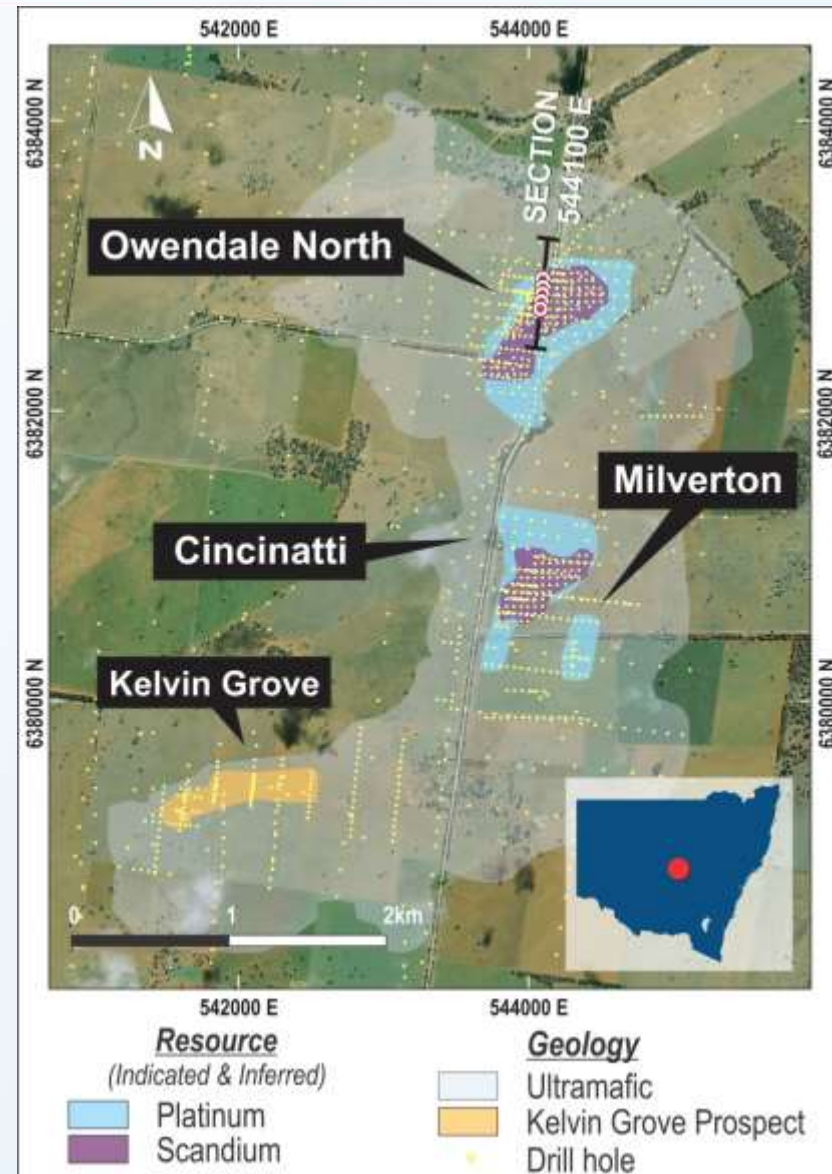 542000 E
544000 E
6384000 N
6384000 N
N
SECTION
544100 E
Owendale North
6382000 N
6382000 N
Milverton
Cincinatti
Kelvin Grove
6380000 N
6380000 N
0
1
2km
542000 E
544000 E
Resource
(Indicated & Inferred)
Platinum
Scandium
Geology
Ultramafic
Kelvin Grove Prospect
Drill hole